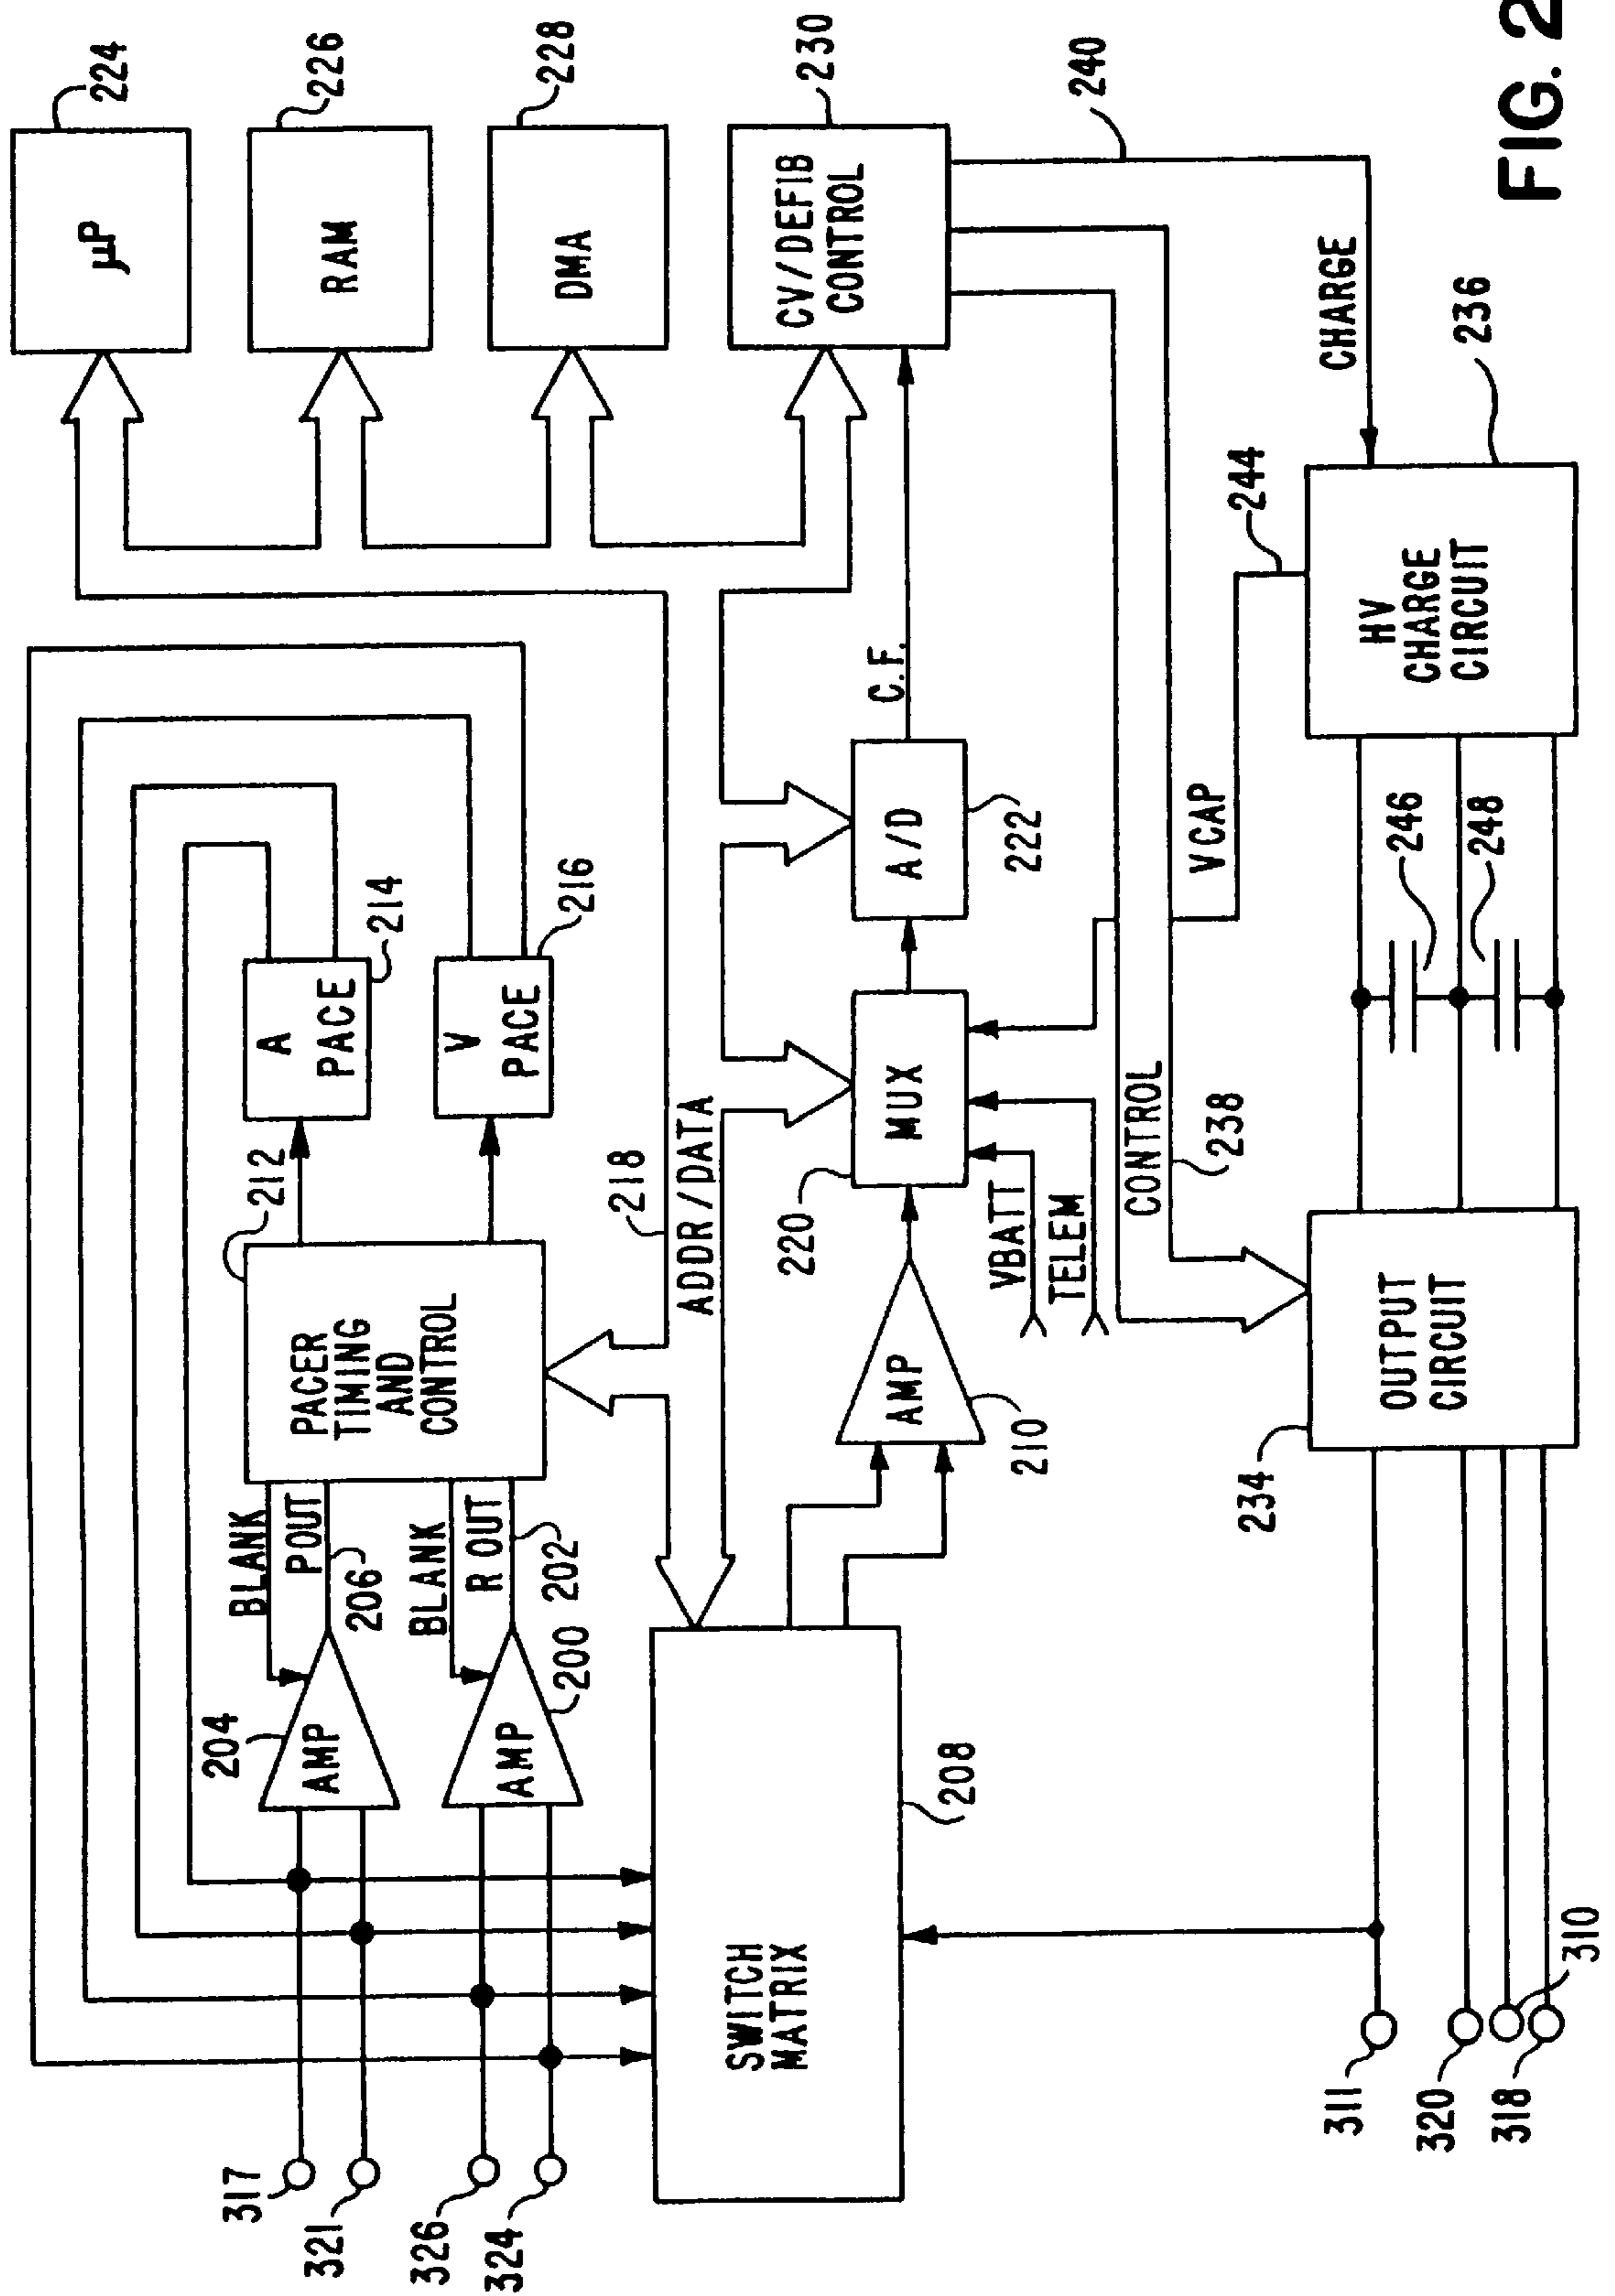 317
321
326
324
204
AMP
BLANK
P OUT
206
AMP
200
BLANK
R OUT
202
PACER
TIMING
AND
CONTROL
212
A
PACE
214
V
PACE
216
218
ADDR/DATA
μP
224
RAM
226
DMA
228
CV/DEFIB
CONTROL
230
SWITCH
MATRIX
208
AMP
210
220
MUX
A/D
222
C.F.
VBATT
TELEM
CONTROL
238
VCAP
244
240
CHARGE
HV
CHARGE
CIRCUIT
236
246
248
OUTPUT
CIRCUIT
234
311
320
318
310
FIG. 2